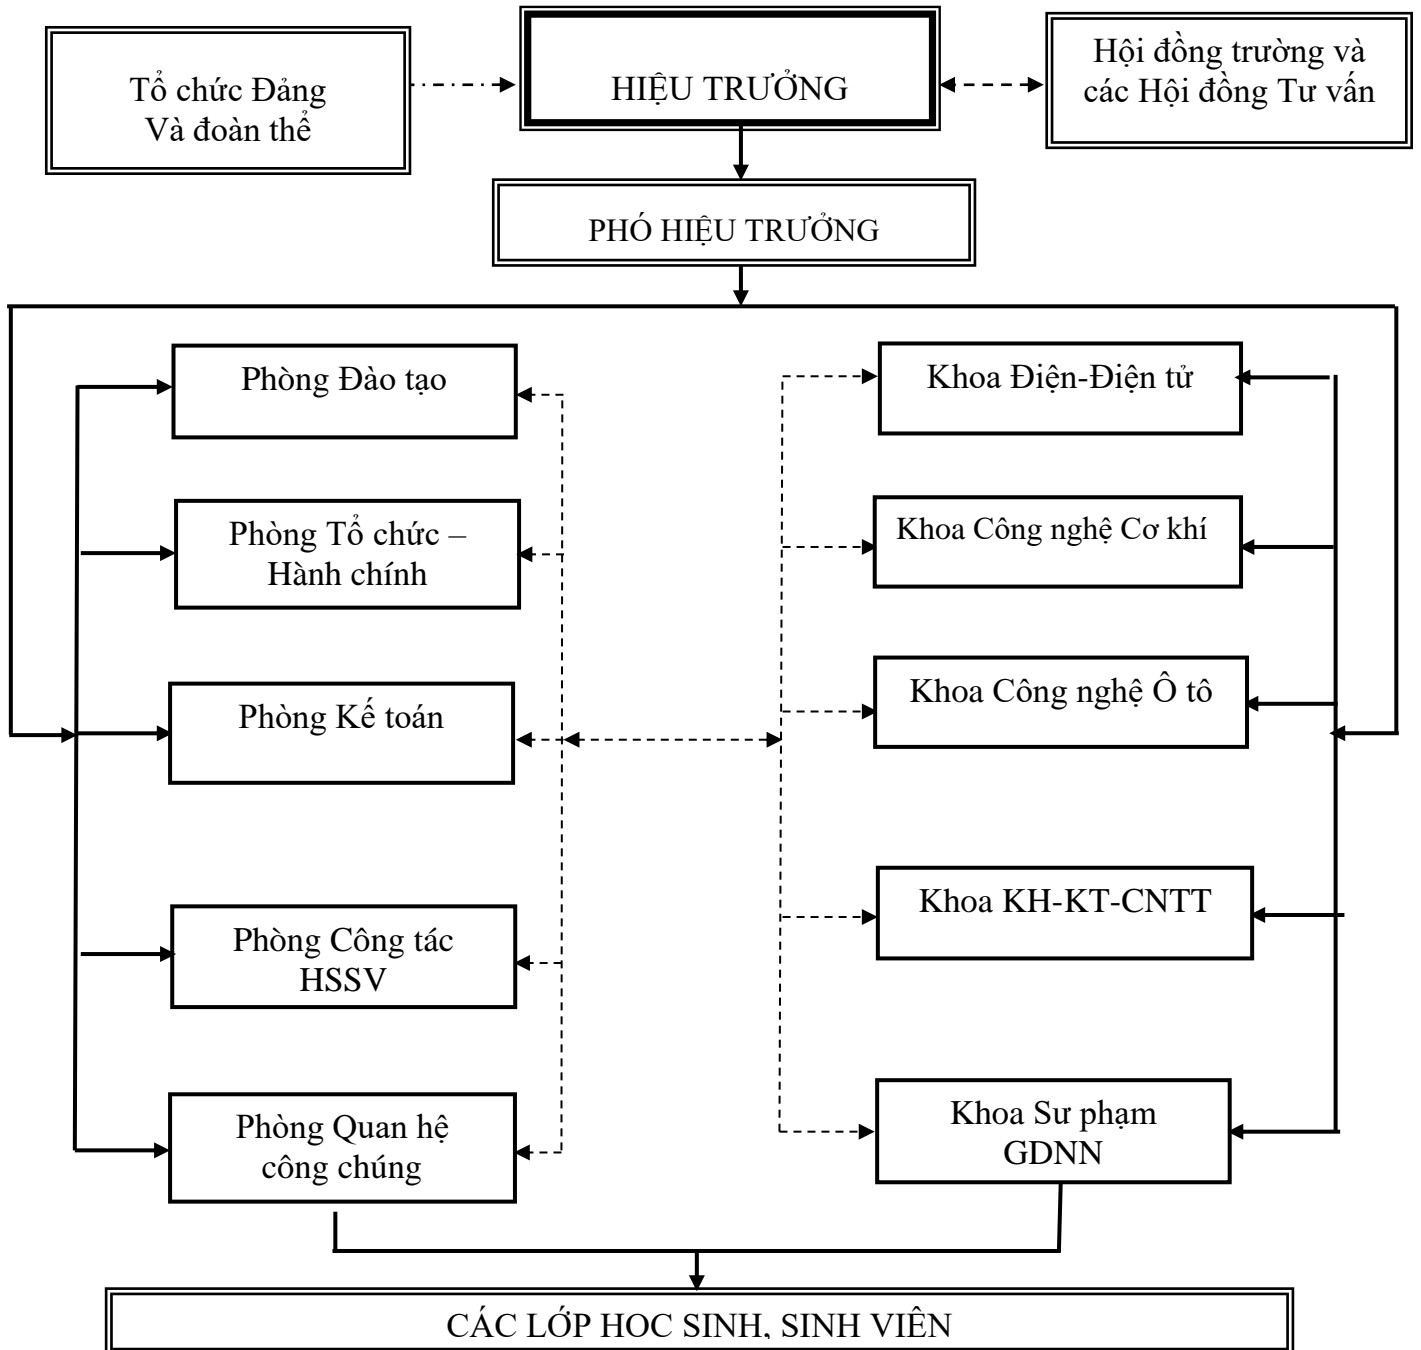 Tổ chức Đảng
Và đoàn thể
HIỆU TRƯỞNG
Hội đồng trường và
các Hội đồng Tư vấn
PHÓ HIỆU TRƯỞNG
Phòng Đào tạo
Phòng Tổ chức –
Hành chính
Phòng Kế toán
Phòng Công tác
HSSV
Phòng Quan hệ
công chúng
Khoa Điện-Điện tử
Khoa Công nghệ Cơ khí
Khoa Công nghệ Ô tô
Khoa KH-KT-CNTT
Khoa Sư phạm
GDNN
CÁC LỚP HOC SINH, SINH VIÊN